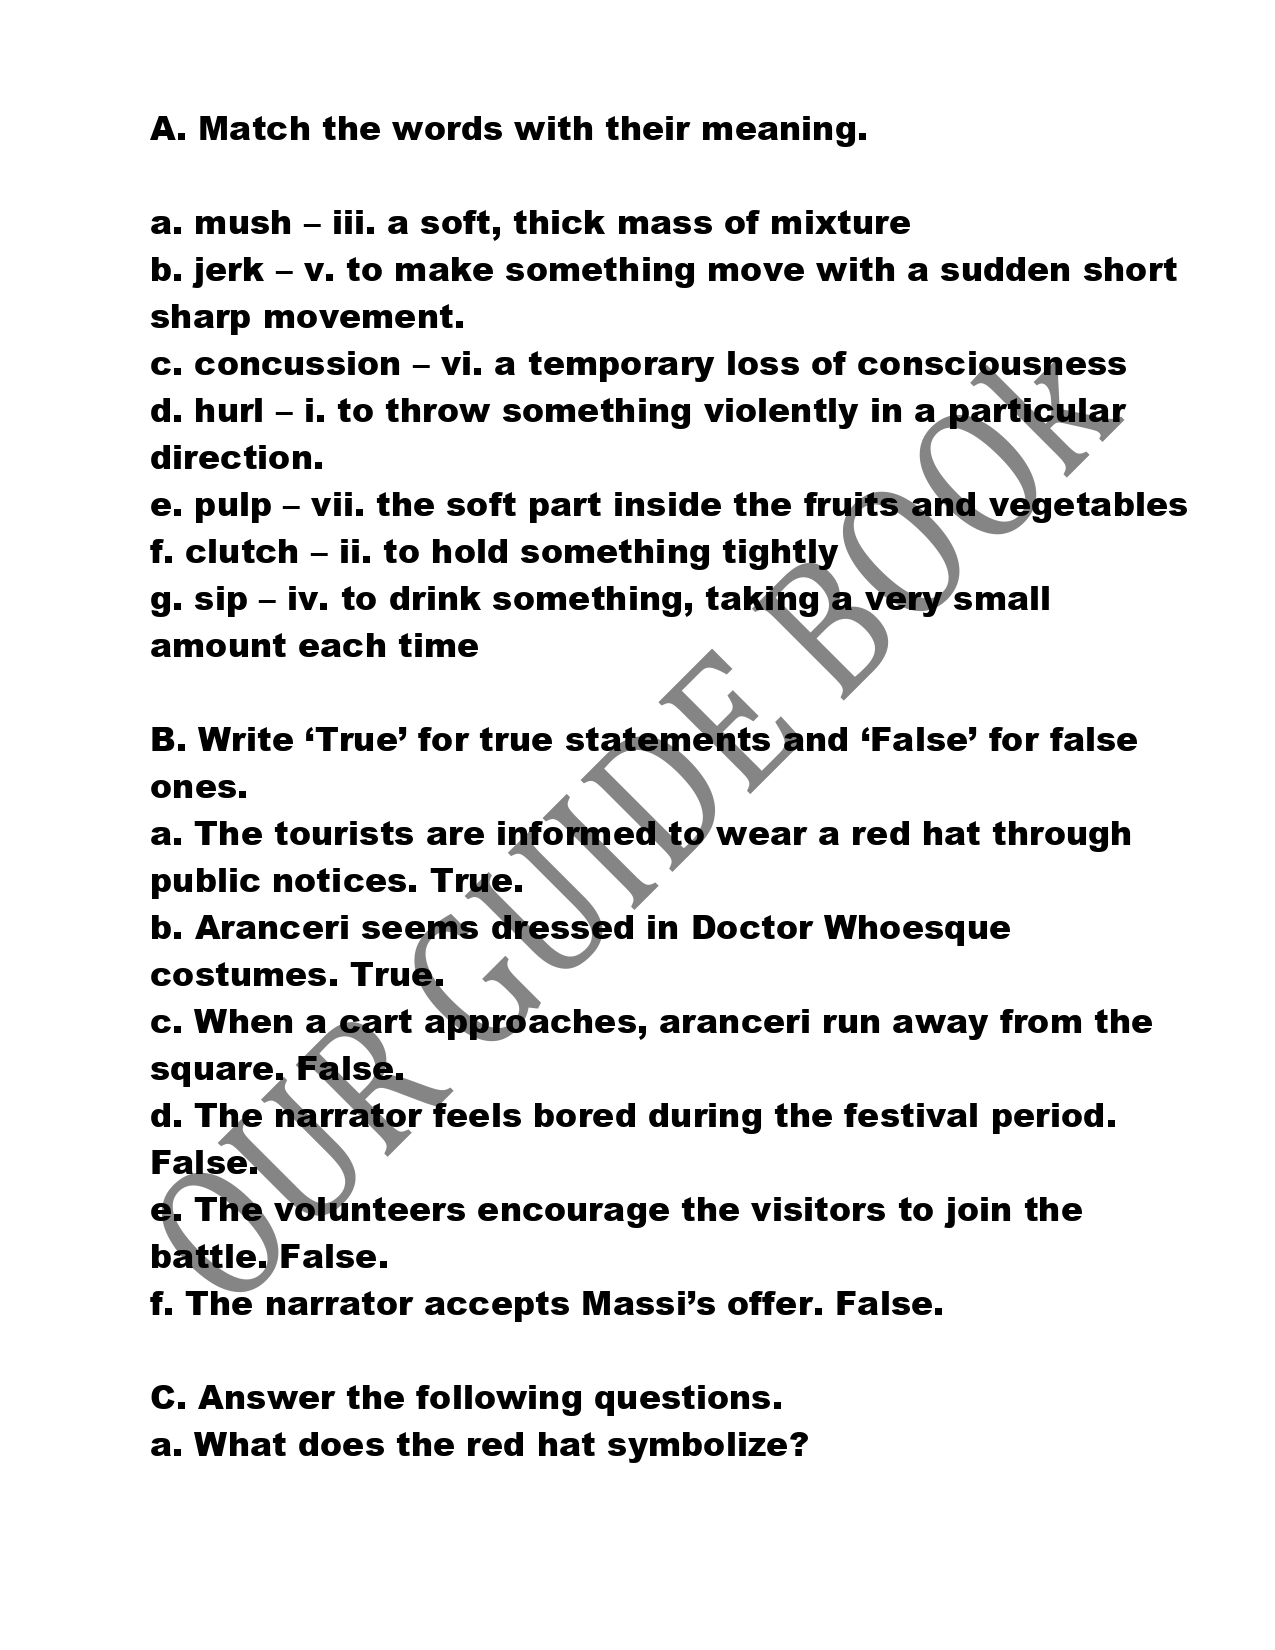 A. Match the words with their meaning.
a. mush – iii. a soft, thick mass of mixture
b. jerk – v. to make something move with a sudden short
sharp movement.
c. concussion – vi. a temporary loss of consciousness
d. hurl – i. to throw something violently in a particular
direction.
e. pulp – vii. the soft part inside the fruits and vegetables
f. clutch – ii. to hold something tightly
g. sip – iv. to drink something, taking a very small
amount each time
B. Write ‘True’ for true statements and ‘False’ for false
ones.
a. The tourists are informed to wear a red hat through
public notices. True.
b. Aranceri seems dressed in Doctor Whoesque
costumes. True.
c. When a cart approaches, aranceri run away from the
square. False.
d. The narrator feels bored during the festival period.
False.
e. The volunteers encourage the visitors to join the
battle. False.
f. The narrator accepts Massi’s offer. False.
C. Answer the following questions.
a. What does the red hat symbolize?
OUR GUIDE BOOk